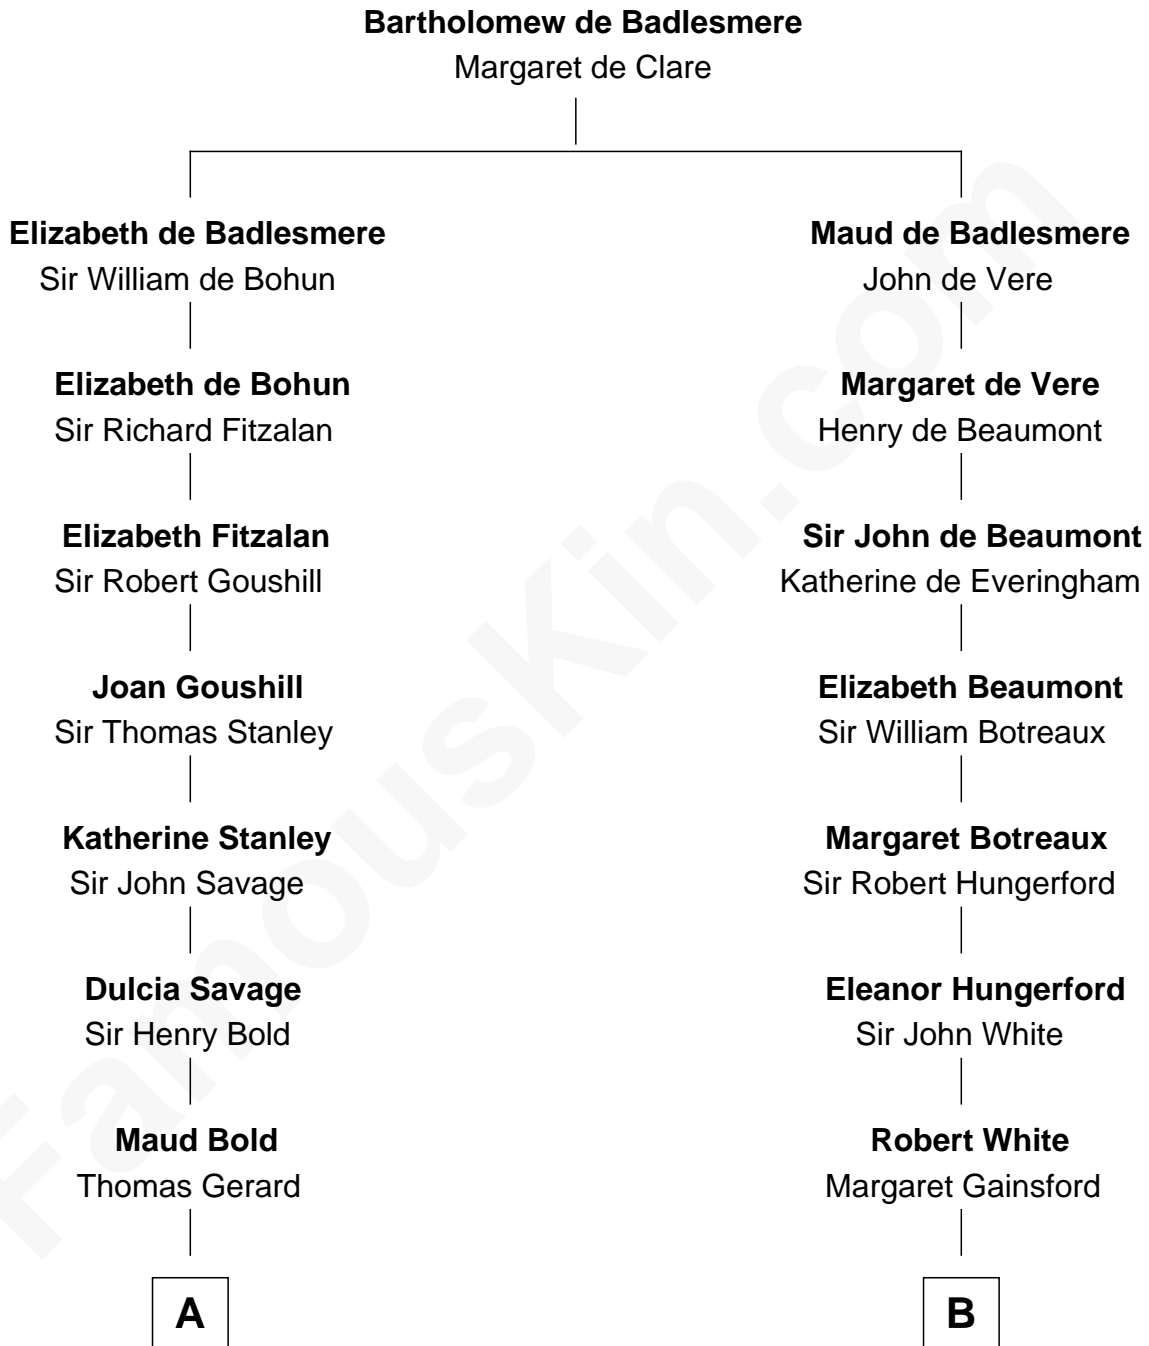 Bartholomew de Badlesmere
Margaret de Clare
Elizabeth de Badlesmere
Sir William de Bohun
Elizabeth de Bohun
Sir Richard Fitzalan
Elizabeth Fitzalan
Sir Robert Goushill
Joan Goushill
Sir Thomas Stanley
Katherine Stanley
Sir John Savage
Dulcia Savage
Sir Henry Bold
Maud Bold
Thomas Gerard
A
Maud de Badlesmere
John de Vere
Margaret de Vere
Henry de Beaumont
Sir John de Beaumont
Katherine de Everingham
Elizabeth Beaumont
Sir William Botreaux
Margaret Botreaux
Sir Robert Hungerford
Eleanor Hungerford
Sir John White
Robert White
Margaret Gainsford
B
FamousKin.com